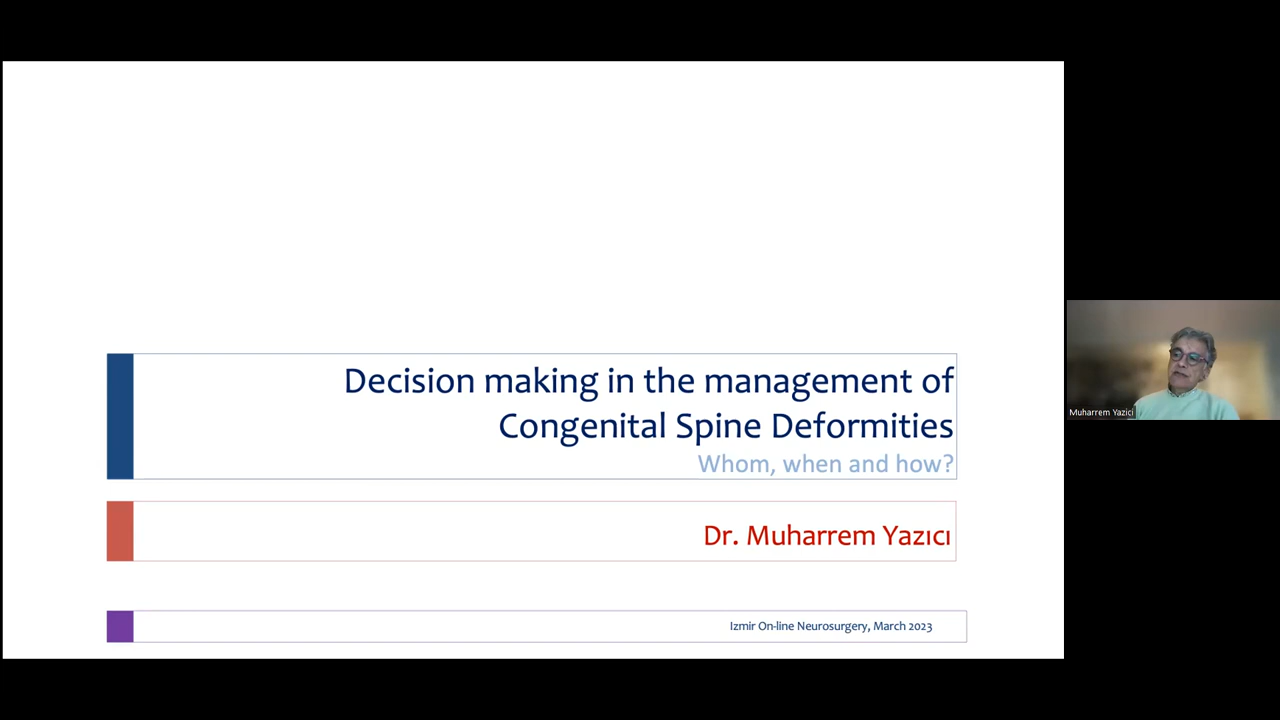 Decision making in the management of
Congenital Spine Deformities
Whom, when and how?
Dr. Muharrem Yazıcı
Izmir On-line Neurosurgery, March 2023
Muharrem Yazici